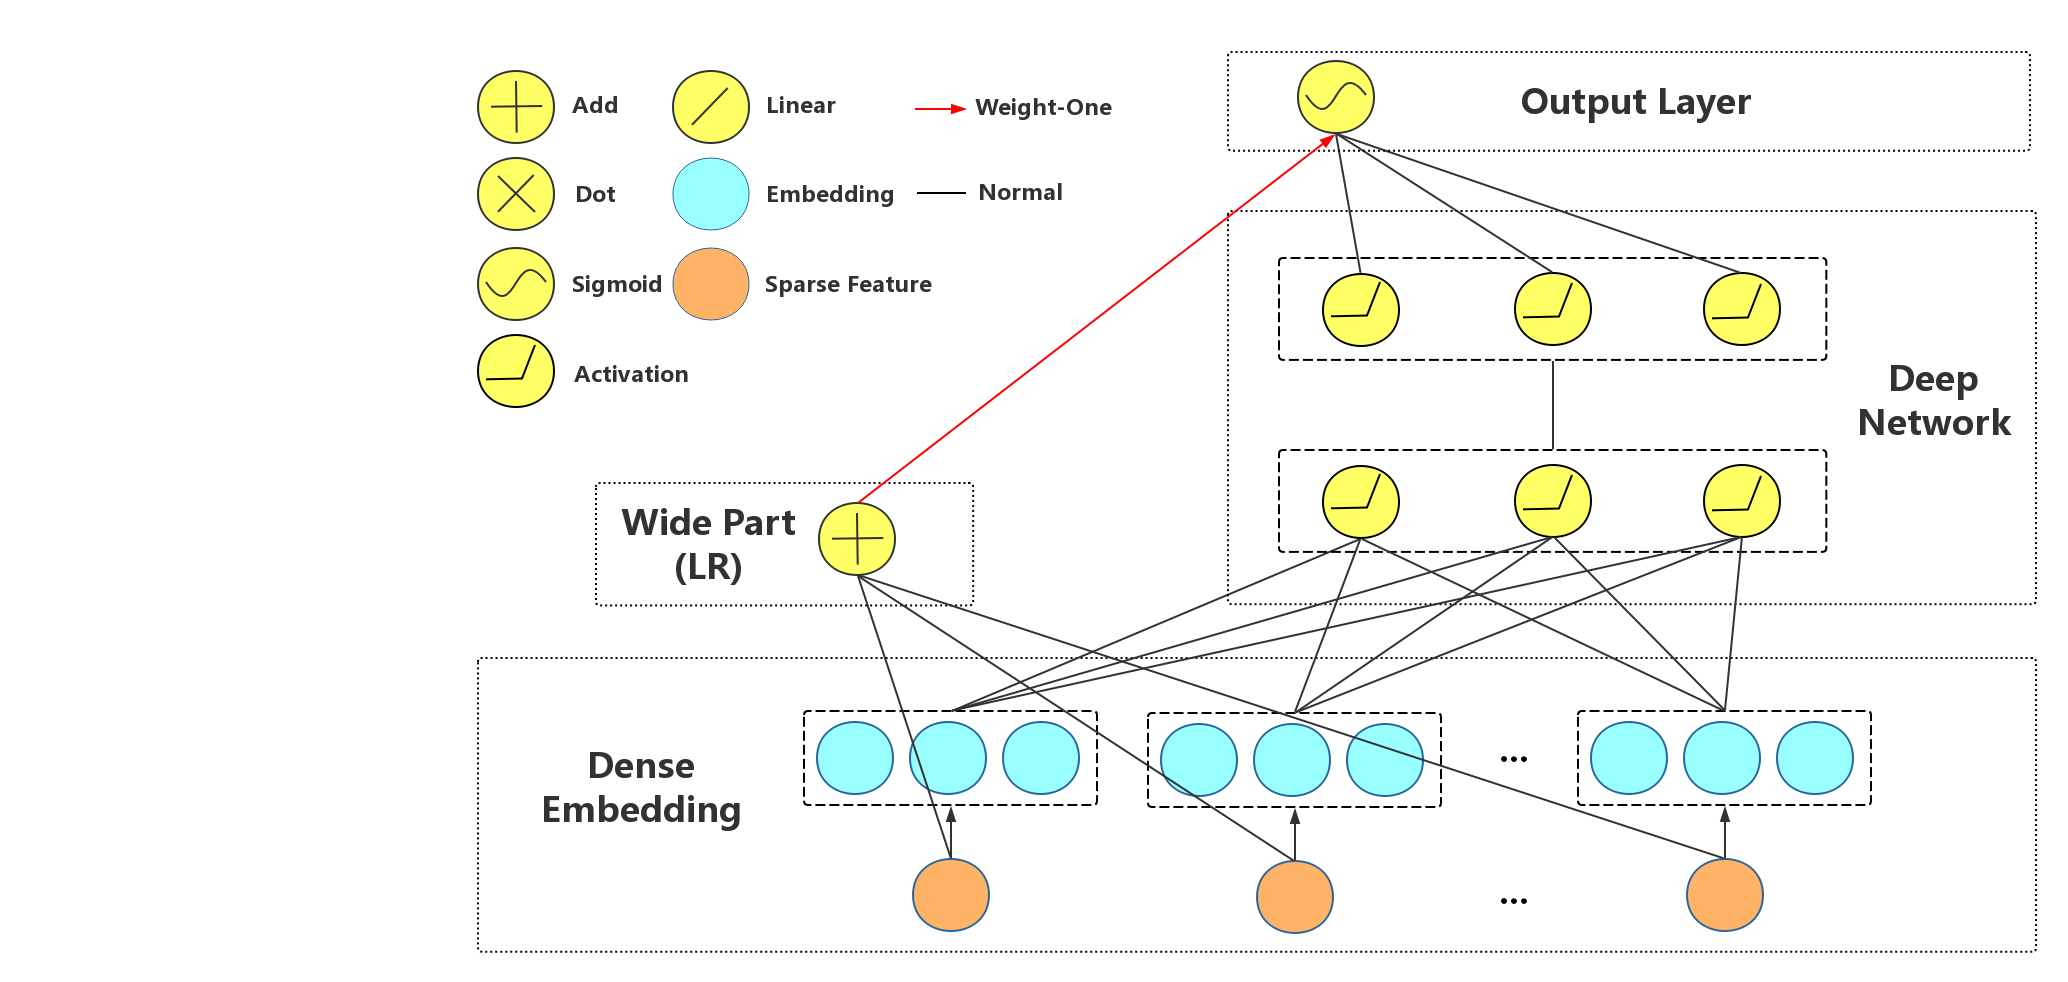 Add
Linear
Weight-One
Dot
Embedding
Normal
Sigmoid
Sparse Feature
Activation
Output Layer
Deep
Network
Wide Part
(LR)
Dense
Embedding
...
...